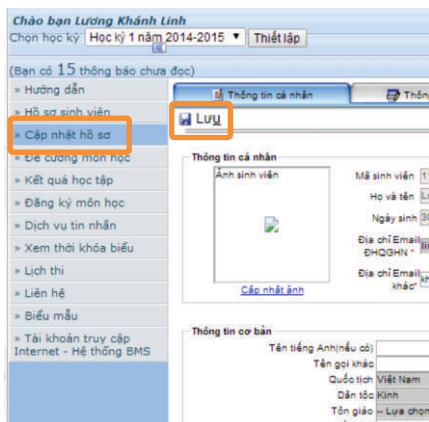 Chào bạn Lương Khánh Linh
Chọn học kỳ Học kỳ 1 năm 2014-2015 Thiết lập
(Bạn có 15 thông báo chưa đọc)
» Hướng dẫn
» Hồ sơ sinh viên
» Cập nhật hồ sơ
» Đề cương môn học
» Kết quả học tập
» Đăng ký môn học
» Dịch vụ tin nhắn
» Xem thời khóa biểu
» Lịch thi
» Liên hệ
» Biểu mẫu
» Tài khoản truy cập
Internet - Hệ thống BMS
Thông tin cá nhân
Lưu
Thông tin cá nhân
Ảnh sinh viên
Cập nhật ảnh
Mã sinh viên
Họ và tên
Ngày sinh
Địa chỉ Email
ĐHQGHN *
Địa chỉ Email
khác*
Thông tin cơ bản
Tên tiếng Anh(nếu có)
Tên gọi khác
Quốc tịch Việt Nam
Dân tộc Kinh
Tôn giáo -- Lựa chọn